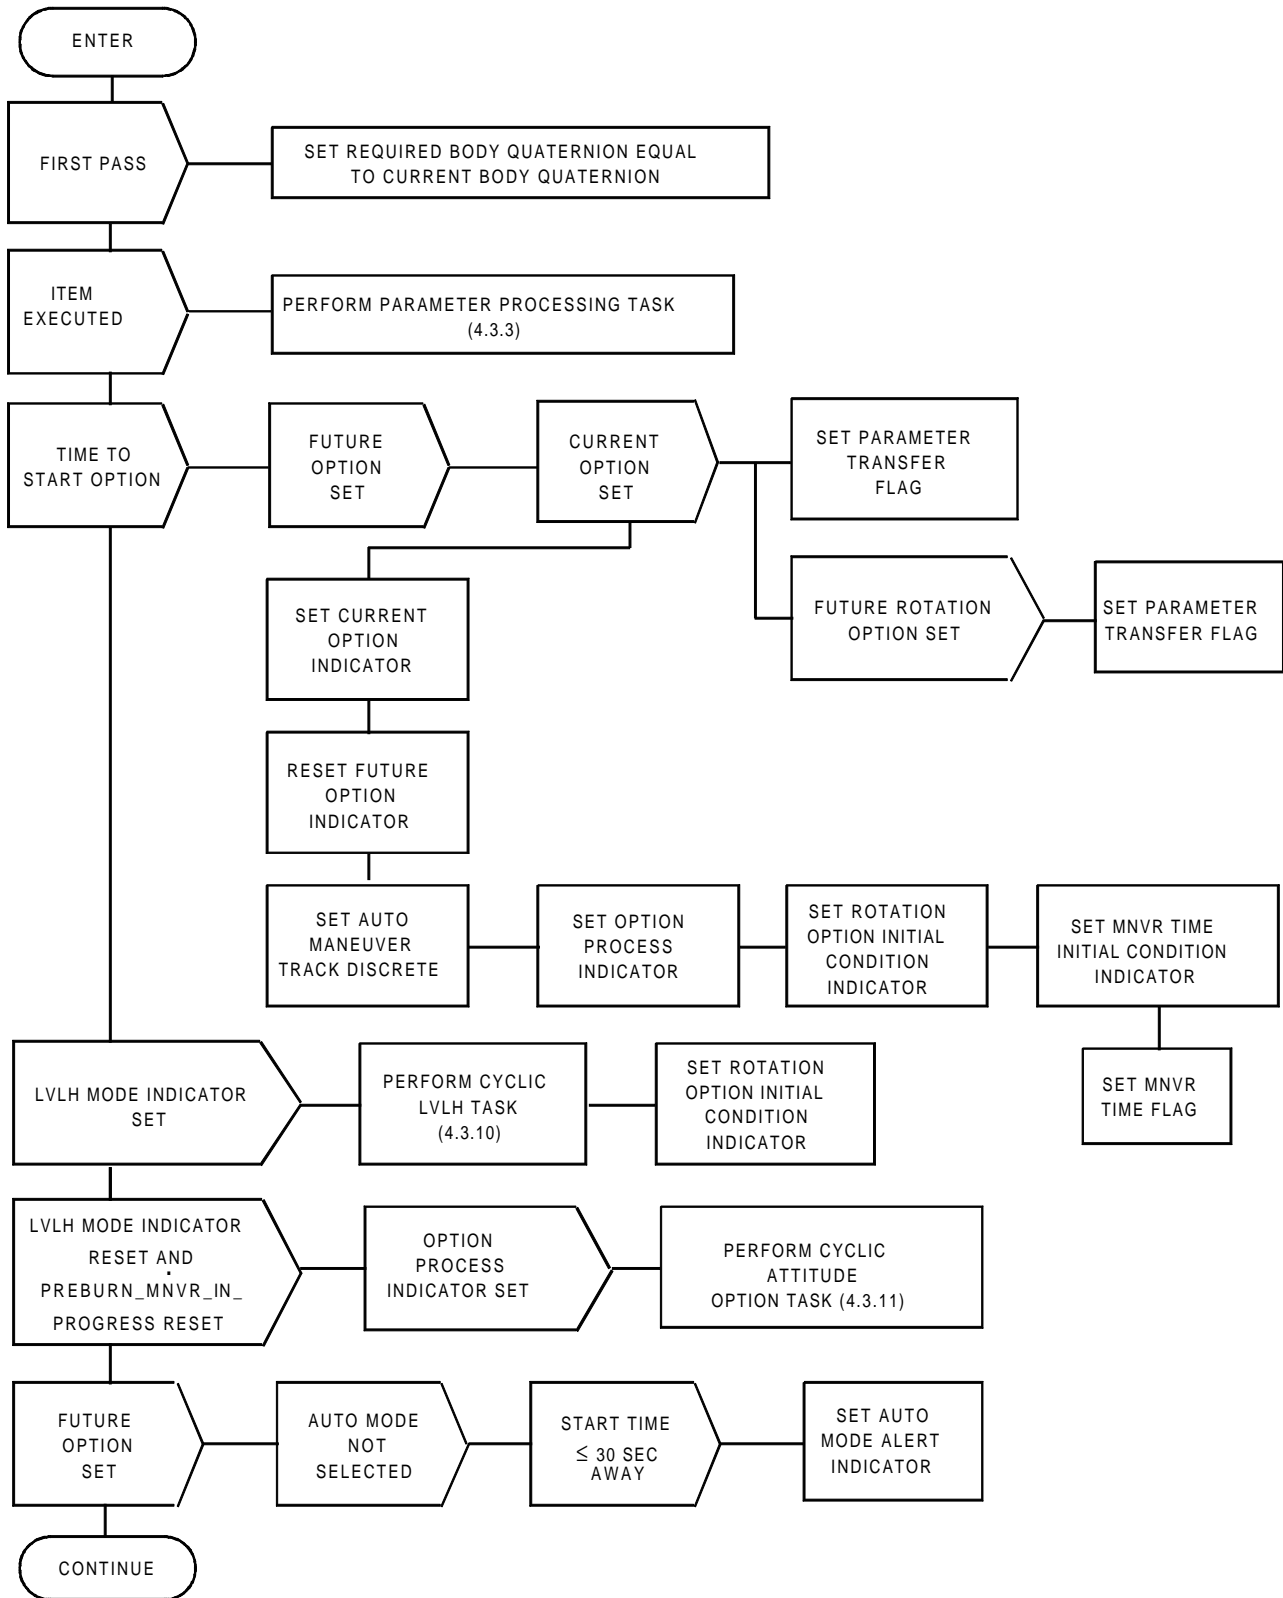 ENTER
FIRST PASS
SET REQUIRED BODY QUATERNION EQUAL
TO CURRENT BODY QUATERNION
ITEM
EXECUTED
PERFORM PARAMETER PROCESSING TASK
(4.3.3)
TIME TO
START OPTION
FUTURE
OPTION
SET
CURRENT
OPTION
SET
SET PARAMETER
TRANSFER
FLAG
FUTURE ROTATION
OPTION SET
SET PARAMETER
TRANSFER FLAG
SET CURRENT
OPTION
INDICATOR
RESET FUTURE
OPTION
INDICATOR
SET AUTO
MANEUVER
TRACK DISCRETE
SET OPTION
PROCESS
INDICATOR
SET ROTATION
OPTION INITIAL
CONDITION
INDICATOR
SET MNVR TIME
INITIAL CONDITION
INDICATOR
SET MNVR
TIME FLAG
LVLH MODE INDICATOR
SET
PERFORM CYCLIC
LVLH TASK
(4.3.10)
SET ROTATION
OPTION INITIAL
CONDITION
INDICATOR
LVLH MODE INDICATOR
RESET AND
PREBURN_MNVR_IN_
PROGRESS RESET
OPTION
PROCESS
INDICATOR SET
PERFORM CYCLIC
ATTITUDE
OPTION TASK (4.3.11)
FUTURE
OPTION
SET
AUTO MODE
NOT
SELECTED
START TIME
≤ 30 SEC
AWAY
SET AUTO
MODE ALERT
INDICATOR
CONTINUE